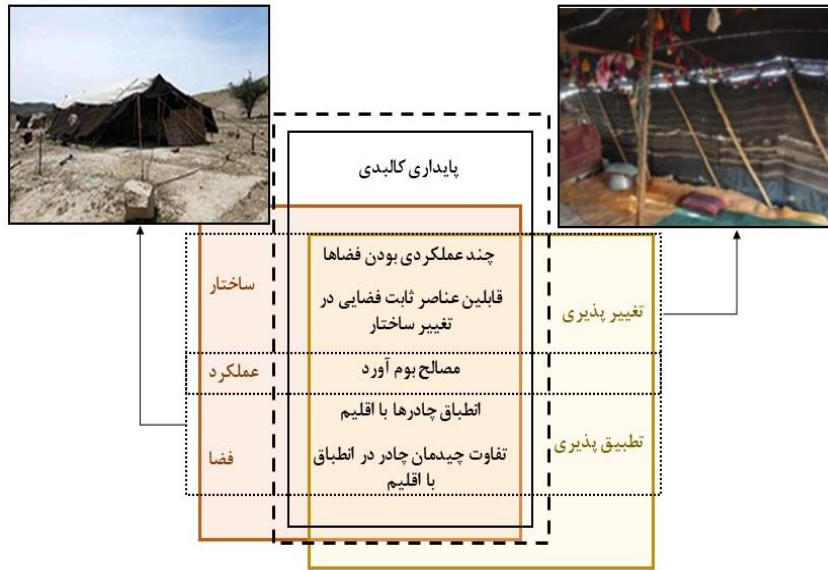 پایداری کالبدی
چند عملکردی بودن فضاها
ساختار
قابلین عناصر ثابت فضایی در
تغییر ساختار
تغییر پذیری
مصالح بوم آورد
عملکرد
انطباق چادرها با اقلیم
تطبیق پذیری
فضا
تفاوت چیدمان چادر در انطباق
با اقلیم